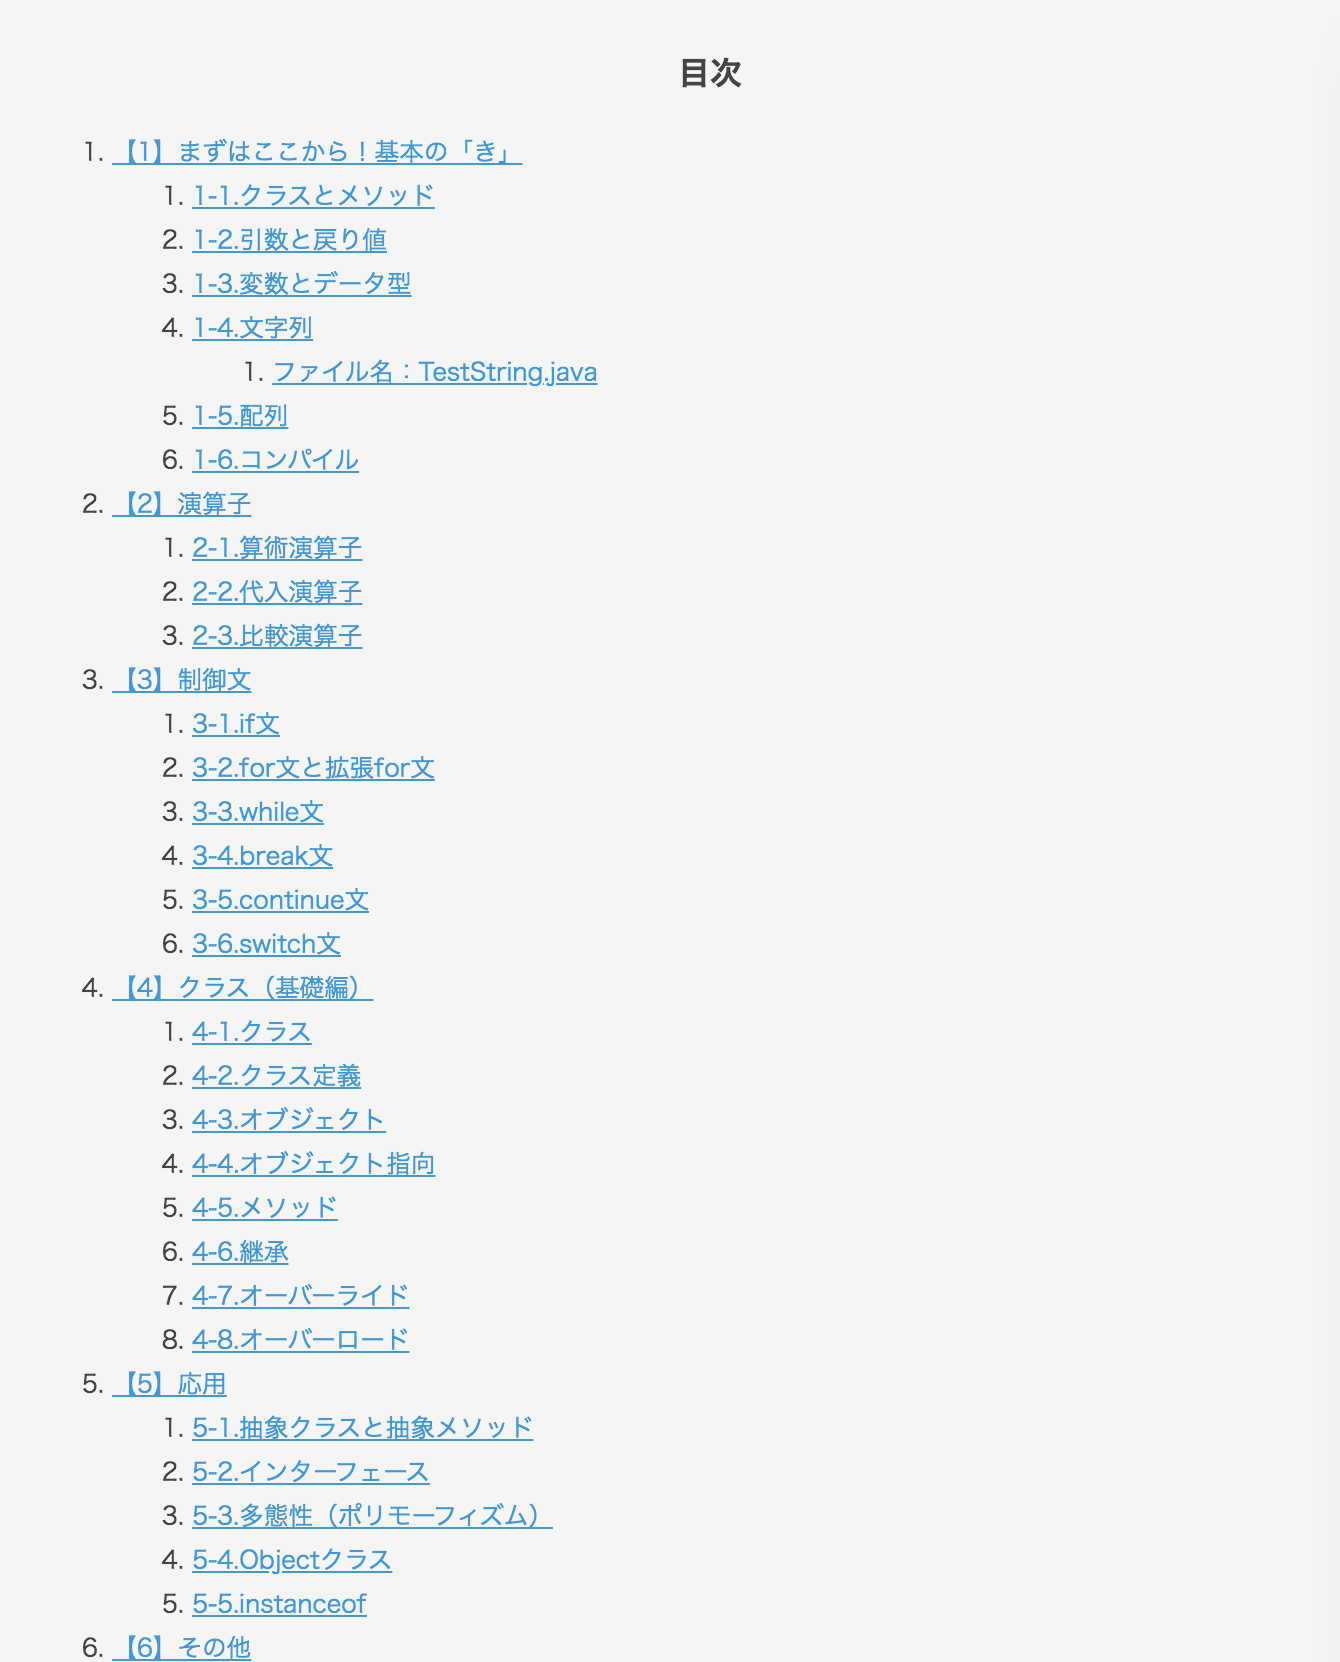 目次
1. 【1】まずはここから！基本の「き」
1. 1-1.クラスとメソッド
2. 1-2.引数と戻り値
3. 1-3.変数とデータ型
4. 1-4.文字列
1. ファイル名：TestString.java
5. 1-5.配列
6. 1-6.コンパイル
2. 【2】演算子
1. 2-1.算術演算子
2. 2-2.代入演算子
3. 2-3.比較演算子
3. 【3】制御文
1. 3-1.if文
2. 3-2.for文と拡張for文
3. 3-3.while文
4. 3-4.break文
5. 3-5.continue文
6. 3-6.switch文
4. 【4】クラス（基礎編）
1. 4-1.クラス
2. 4-2.クラス定義
3. 4-3.オブジェクト
4. 4-4.オブジェクト指向
5. 4-5.メソッド
6. 4-6.継承
7. 4-7.オーバーライド
8. 4-8.オーバーロード
5. 【5】応用
1. 5-1.抽象クラスと抽象メソッド
2. 5-2.インターフェース
3. 5-3.多態性（ポリモーフィズム）
4. 5-4.Objectクラス
5. 5-5.instanceof
6. 【6】その他